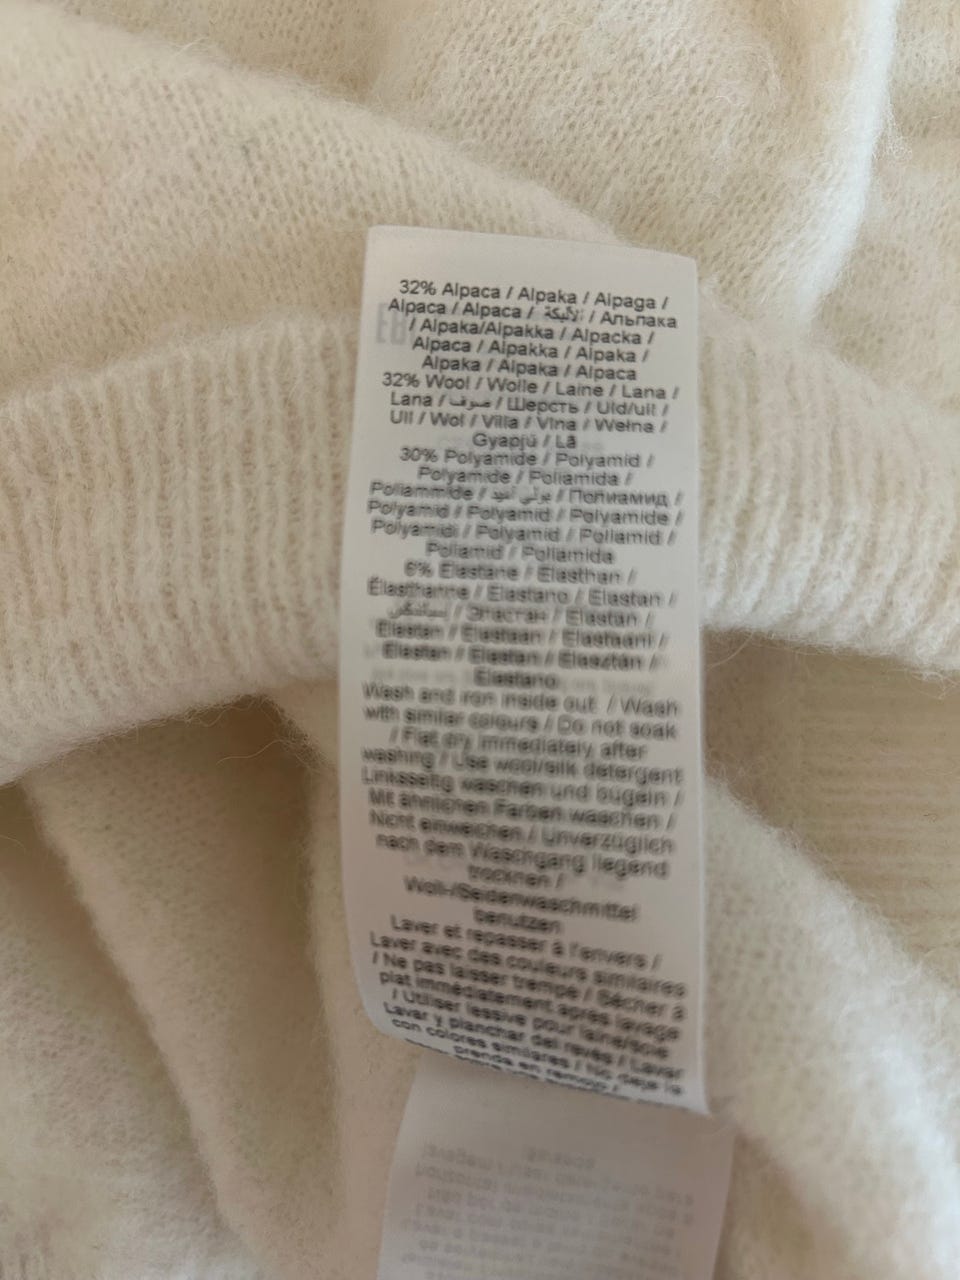 32% Alpaca / Alpaka / Alpaga /
Alpaca / Alpaca / الألبكة / Альпака
/ Alpaka/Alpakka / Alpacka /
Alpaca / Alpakka / Alpaka /
Alpaka / Alpaka / Alpaca
32% Wool / Wolle / Laine / Lana /
Lana / صوف / Шерсть / Uld/ull /
Ull / Wol / Villa / Vlna / Wełna /
Gyapjú / Lã
30% Polyamide / Polyamid /
Polyamide / Poliamida /
Poliammide / بولي أميد / Полиамид /
Polyamid / Polyamid / Polyamide /
Polyamidi / Polyamid / Poliamid /
Poliamid / Poliamida
6% Elastane / Elasthan /
Élasthanne / Elastano / Elastan /
/ Эластан / Elastan /
Elastan / Elastaan / Elastaani /
Elastan / Elastan / Elasztán /
Elastano
Wash and iron inside out / Wash
with similar colours / Do not soak
/ Flat dry immediately after
washing / Use wool/silk detergent
Linksseitig waschen und bügeln /
Mit ähnlichen Farben waschen /
Nicht einweichen / Unverzüglich
nach dem Waschgang liegend
trocknen /
Woll-/Seidenwaschmittel
benutzen
Laver et repasser à l'envers /
Laver avec des couleurs similaires
/ Ne pas laisser trempe / Sécher à
plat immédiatement après lavage
/ Utiliser lessive pour laine/soie
Lavar y planchar del revés / Lavar
con colores similares / No deje la
prenda en remojo /